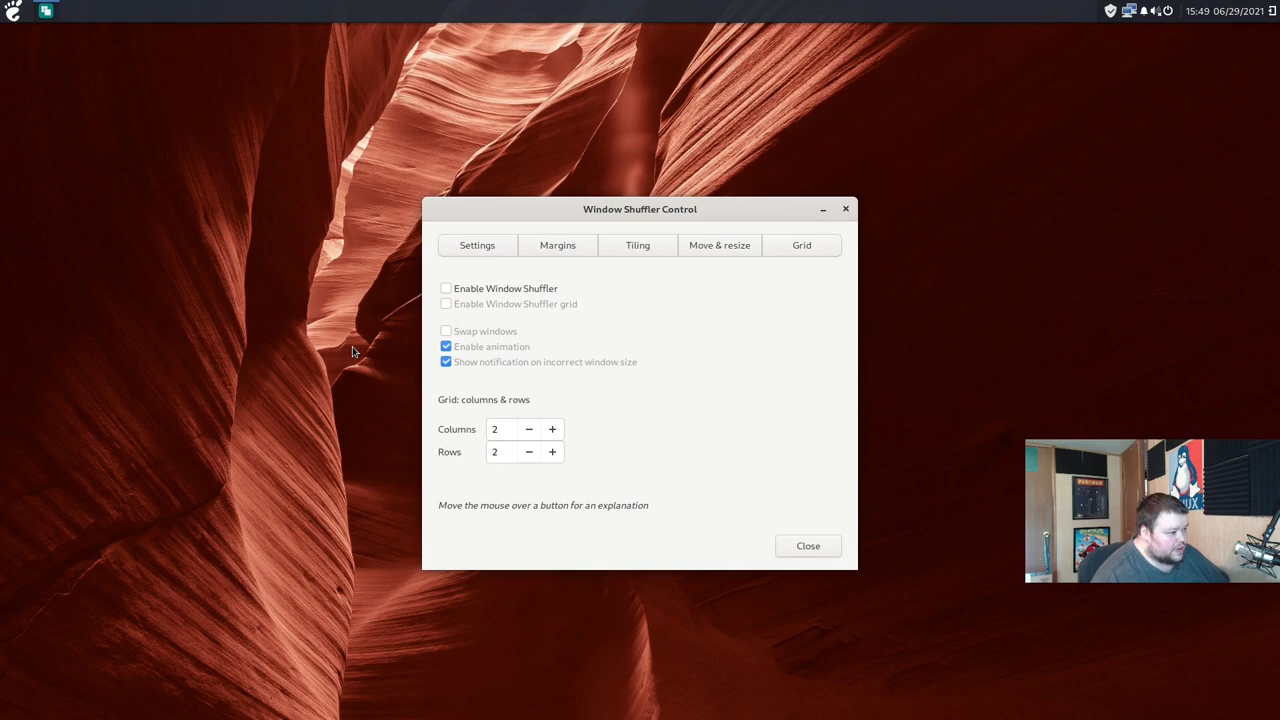 15:49 06/29/2021
Window Shuffler Control
Settings Margins Tiling Move & resize Grid
Enable Window Shuffler
Enable Window Shuffler grid
Swap windows
Enable animation
Show notification on incorrect window size
Grid: columns & rows
Columns 2 − +
Rows 2 − +
Move the mouse over a button for an explanation
Close